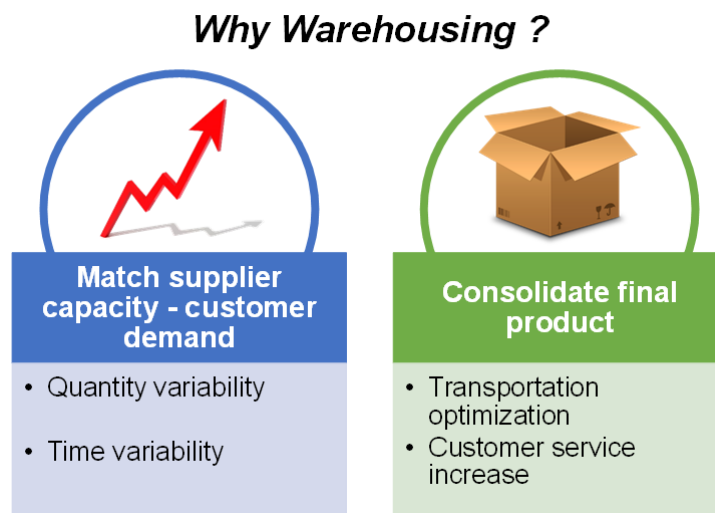 Why Warehousing ?
Match supplier
capacity - customer
demand
• Quantity variability
• Time variability
Consolidate final
product
• Transportation
optimization
• Customer service
increase